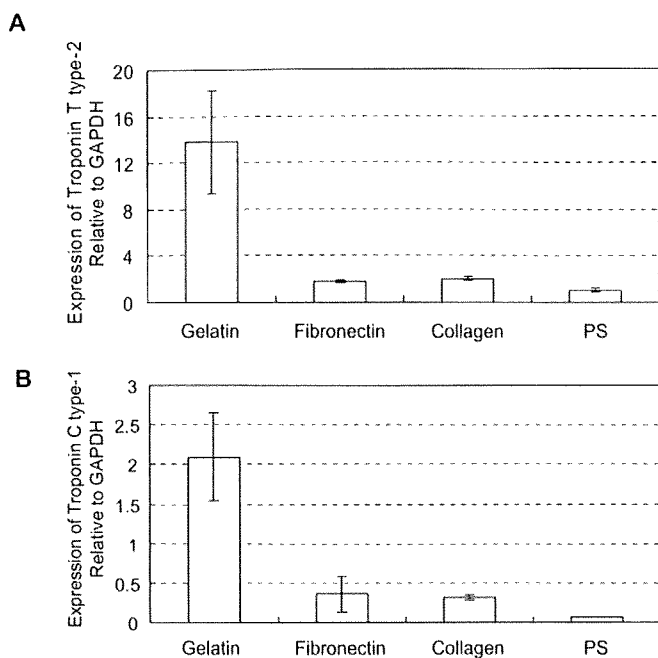 A
Expression of Troponin T type-2
Relative to GAPDH
20
16
12
8
4
0
Gelatin Fibronectin Collagen PS
B
Expression of Troponin C type-1
Relative to GAPDH
3
2.5
2
1.5
1
0.5
0
Gelatin Fibronectin Collagen PS